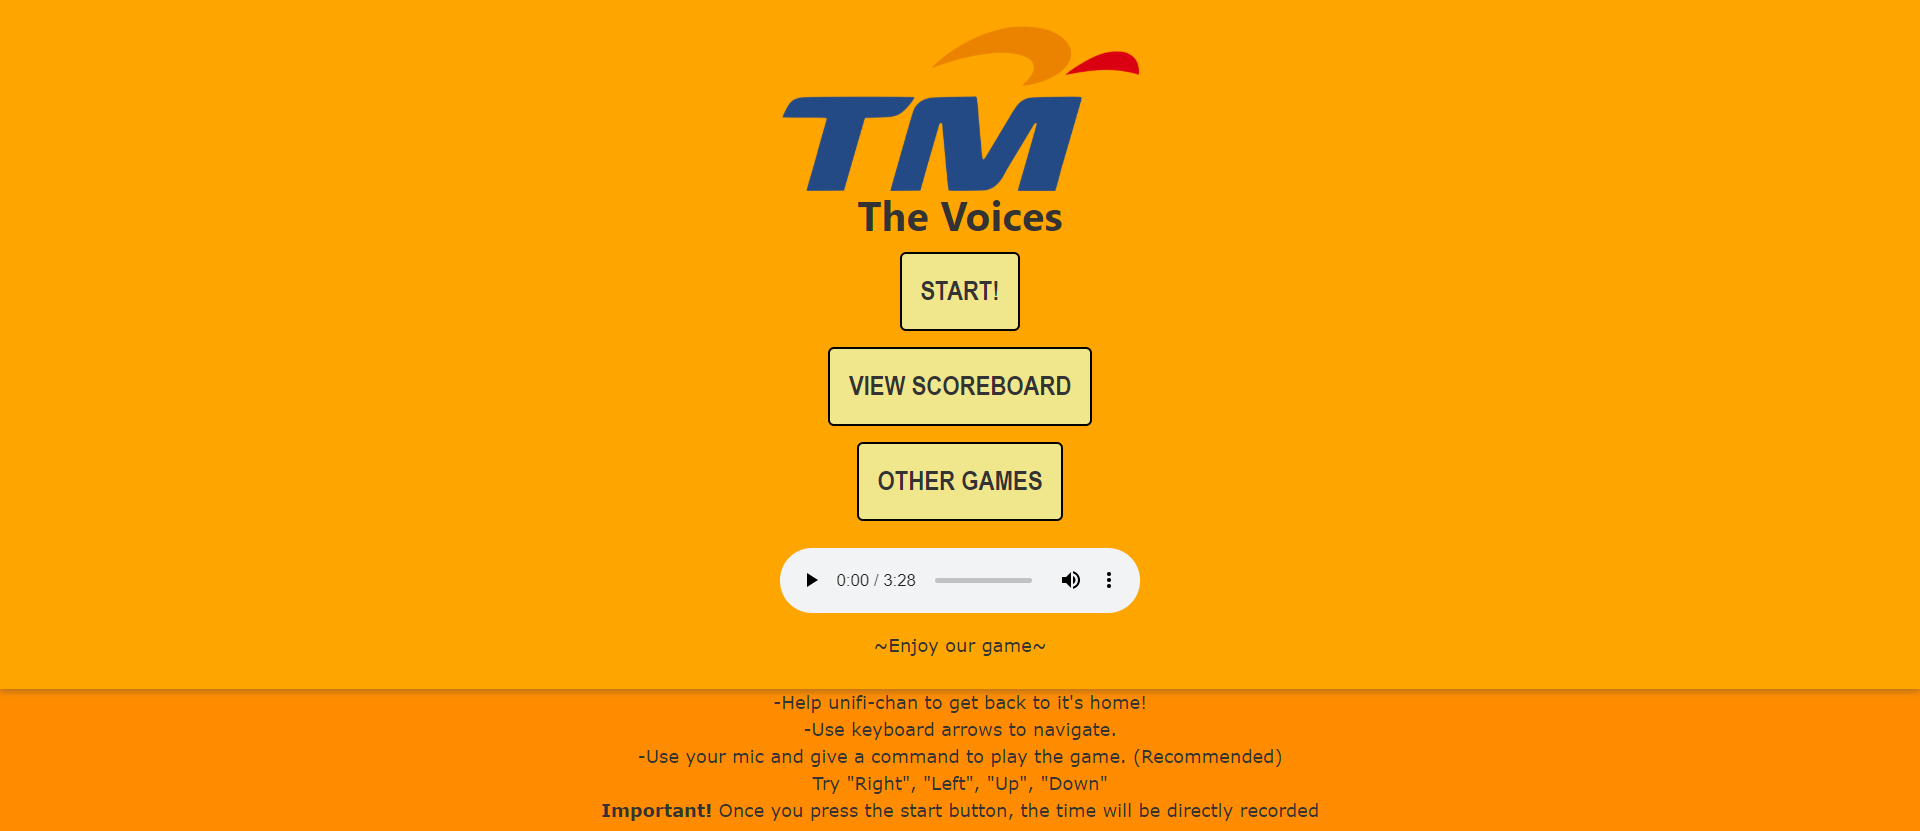 TM
The Voices
START!
VIEW SCOREBOARD
OTHER GAMES
0:00 / 3:28
~Enjoy our game~
-Help unifi-chan to get back to it's home!
-Use keyboard arrows to navigate.
-Use your mic and give a command to play the game. (Recommended)
Try "Right", "Left", "Up", "Down"
Important! Once you press the start button, the time will be directly recorded